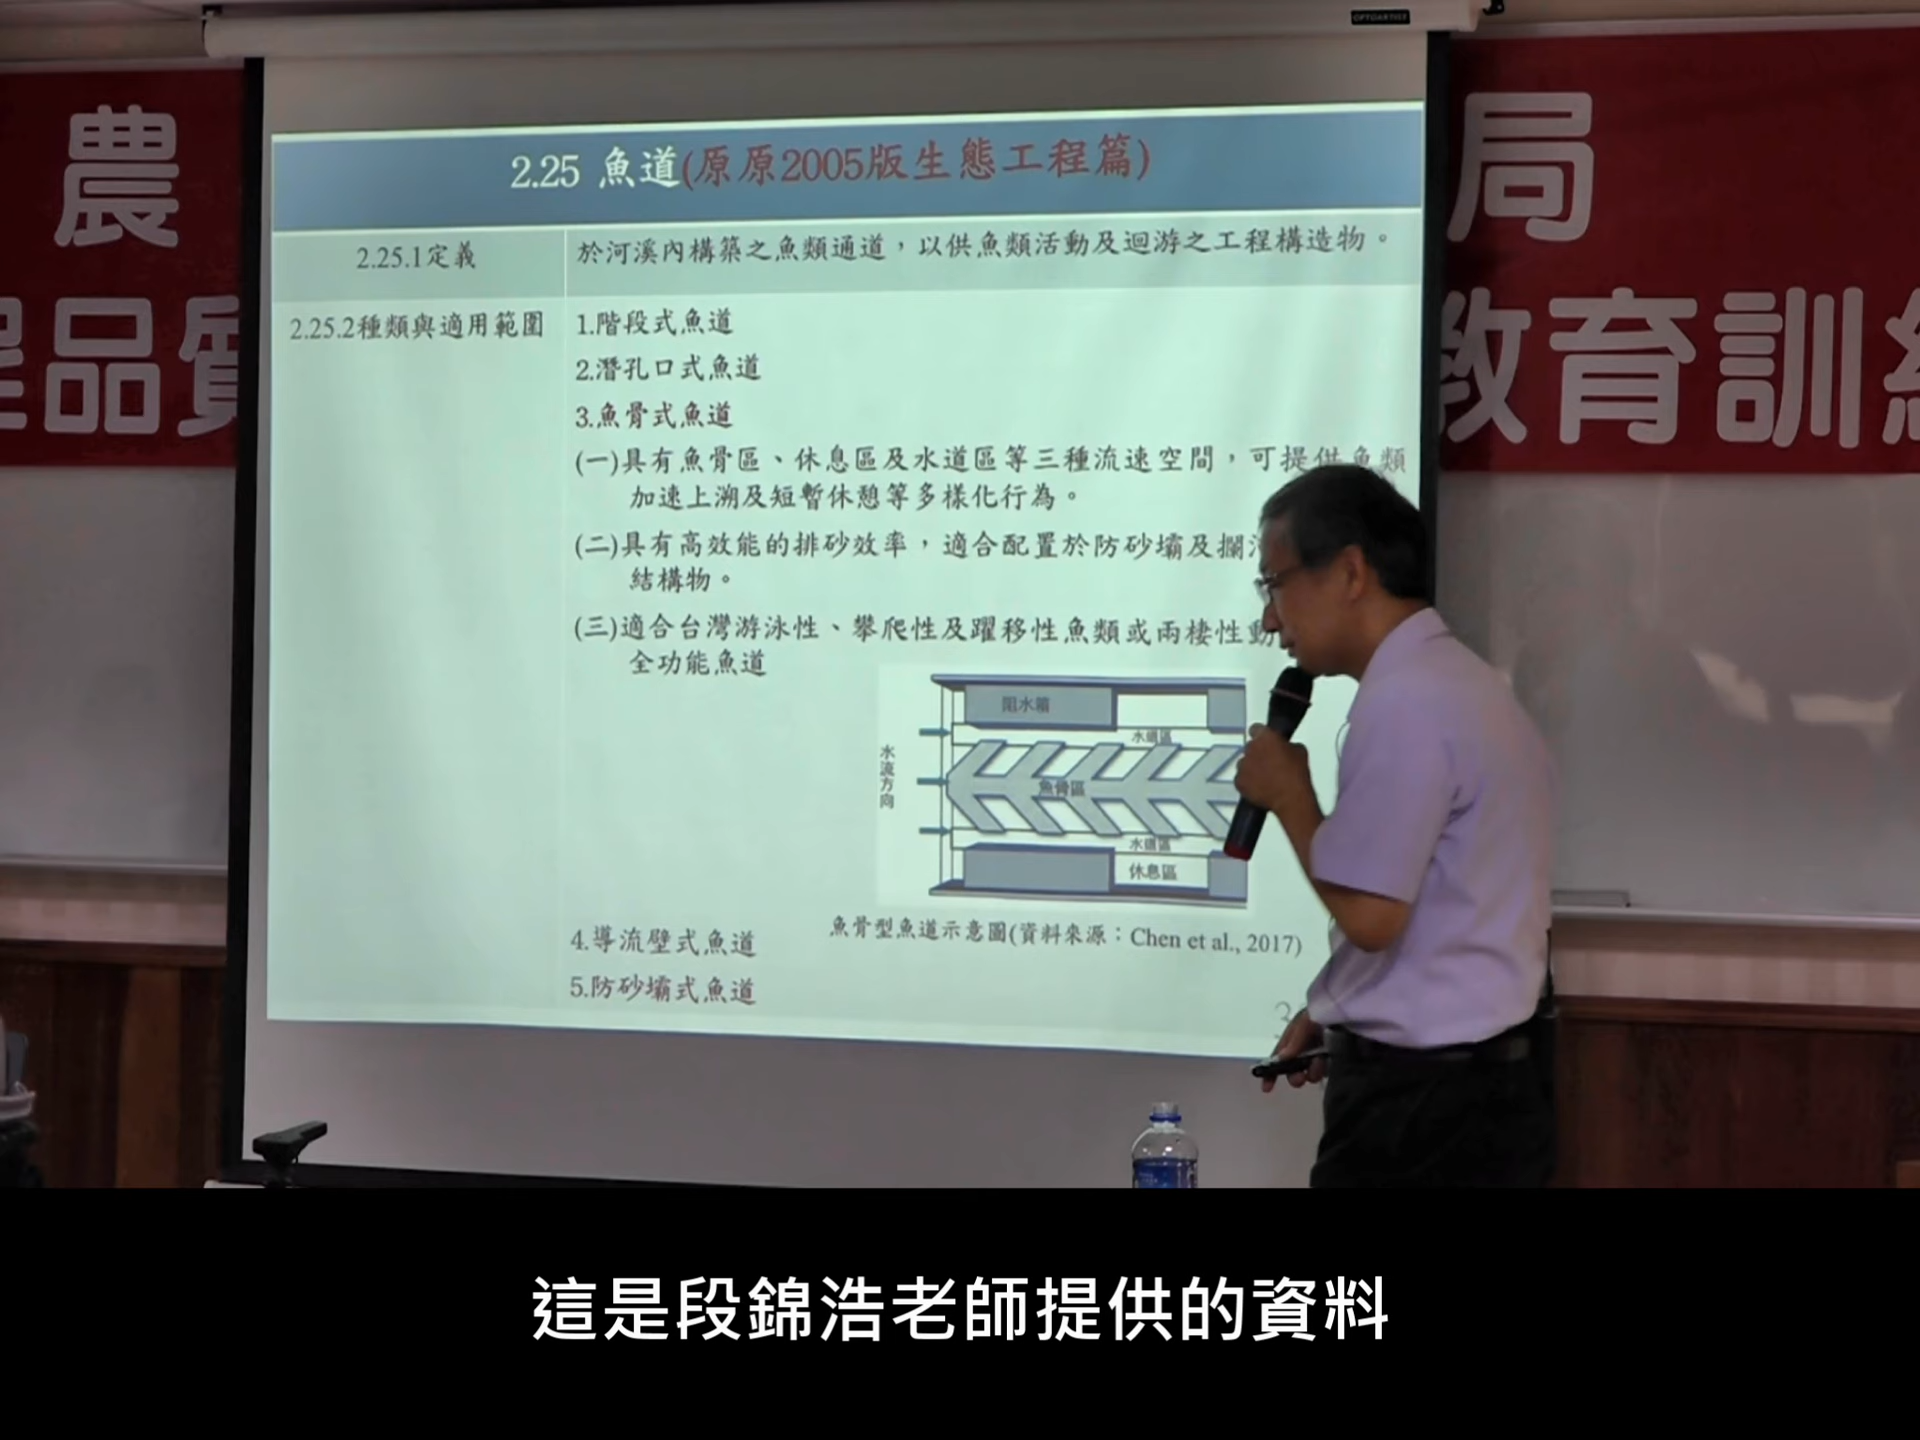 OPTOARTISS
農
局
程品質
教育訓練
2.25 魚道(原原2005版生態工程篇)
2.25.1定義
於河溪內構築之魚類通道，以供魚類活動及迴游之工程構造物。
2.25.2種類與適用範圍
1.階段式魚道
2.潛孔口式魚道
3.魚骨式魚道
(一)具有魚骨區、休息區及水道區等三種流速空間，可提供魚類
加速上溯及短暫休憩等多樣化行為。
(二)具有高效能的排砂效率，適合配置於防砂壩及攔
結構物。
(三)適合台灣游泳性、攀爬性及躍移性魚類或兩棲性動
全功能魚道
阻水箱
水道區
水流方向
魚骨區
水道區
休息區
魚骨型魚道示意圖(資料來源：Chen et al., 2017)
4.導流壁式魚道
5.防砂壩式魚道
3
這是段錦浩老師提供的資料